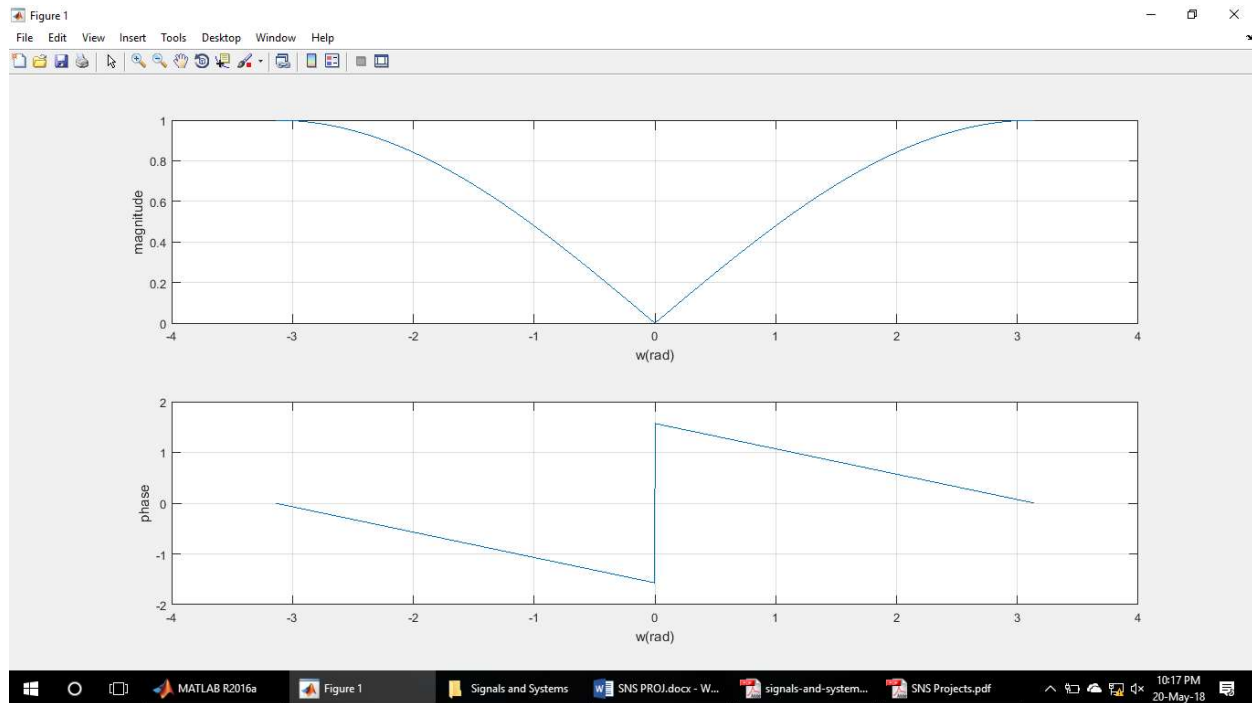 Figure 1
File Edit View Insert Tools Desktop Window Help
1
0.8
0.6
0.4
0.2
0
magnitude
-4 -3 -2 -1 0 1 2 3 4
w(rad)
2
1
0
-1
-2
phase
-4 -3 -2 -1 0 1 2 3 4
w(rad)
MATLAB R2016a Figure 1 Signals and Systems SNS PROJ.docx - W... signals-and-system... SNS Projects.pdf 10:17 PM
20-May-18